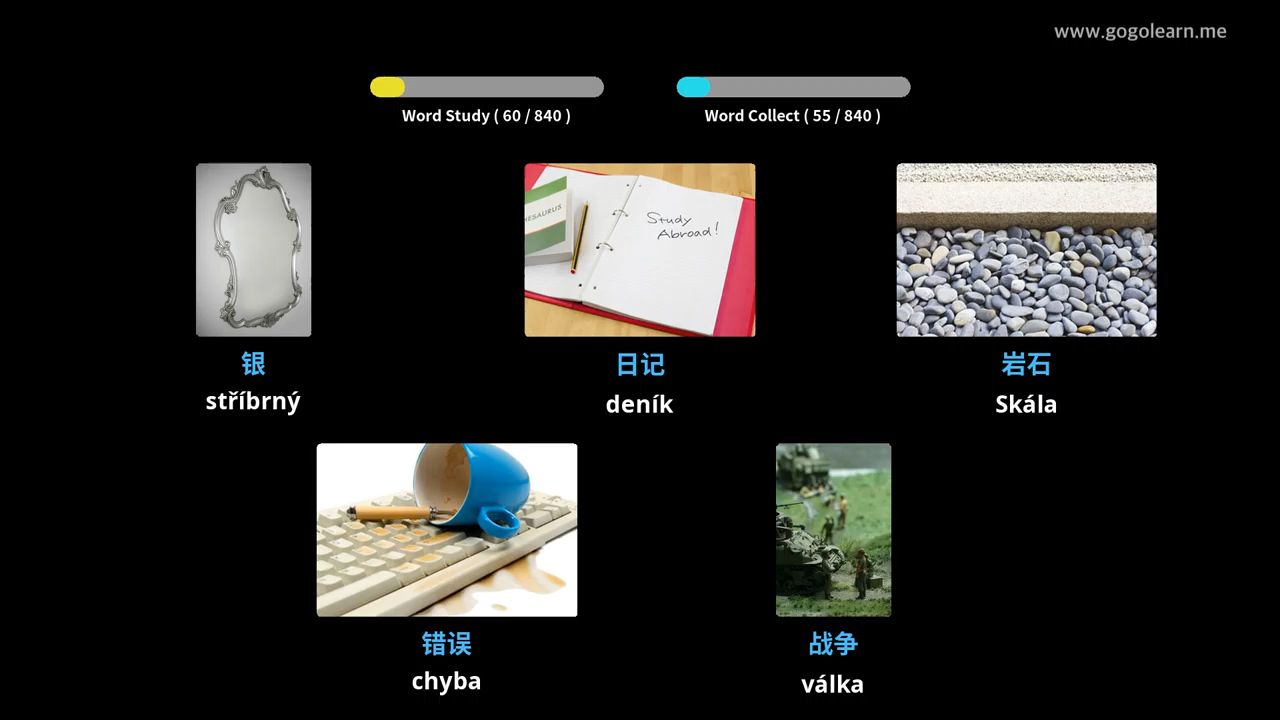 www.gogolearn.me
Word Study ( 60 / 840 )
Word Collect ( 55 / 840 )
HESAURUS
Study
Abroad!
银
日记
岩石
stříbrný
deník
Skála
错误
战争
chyba
válka